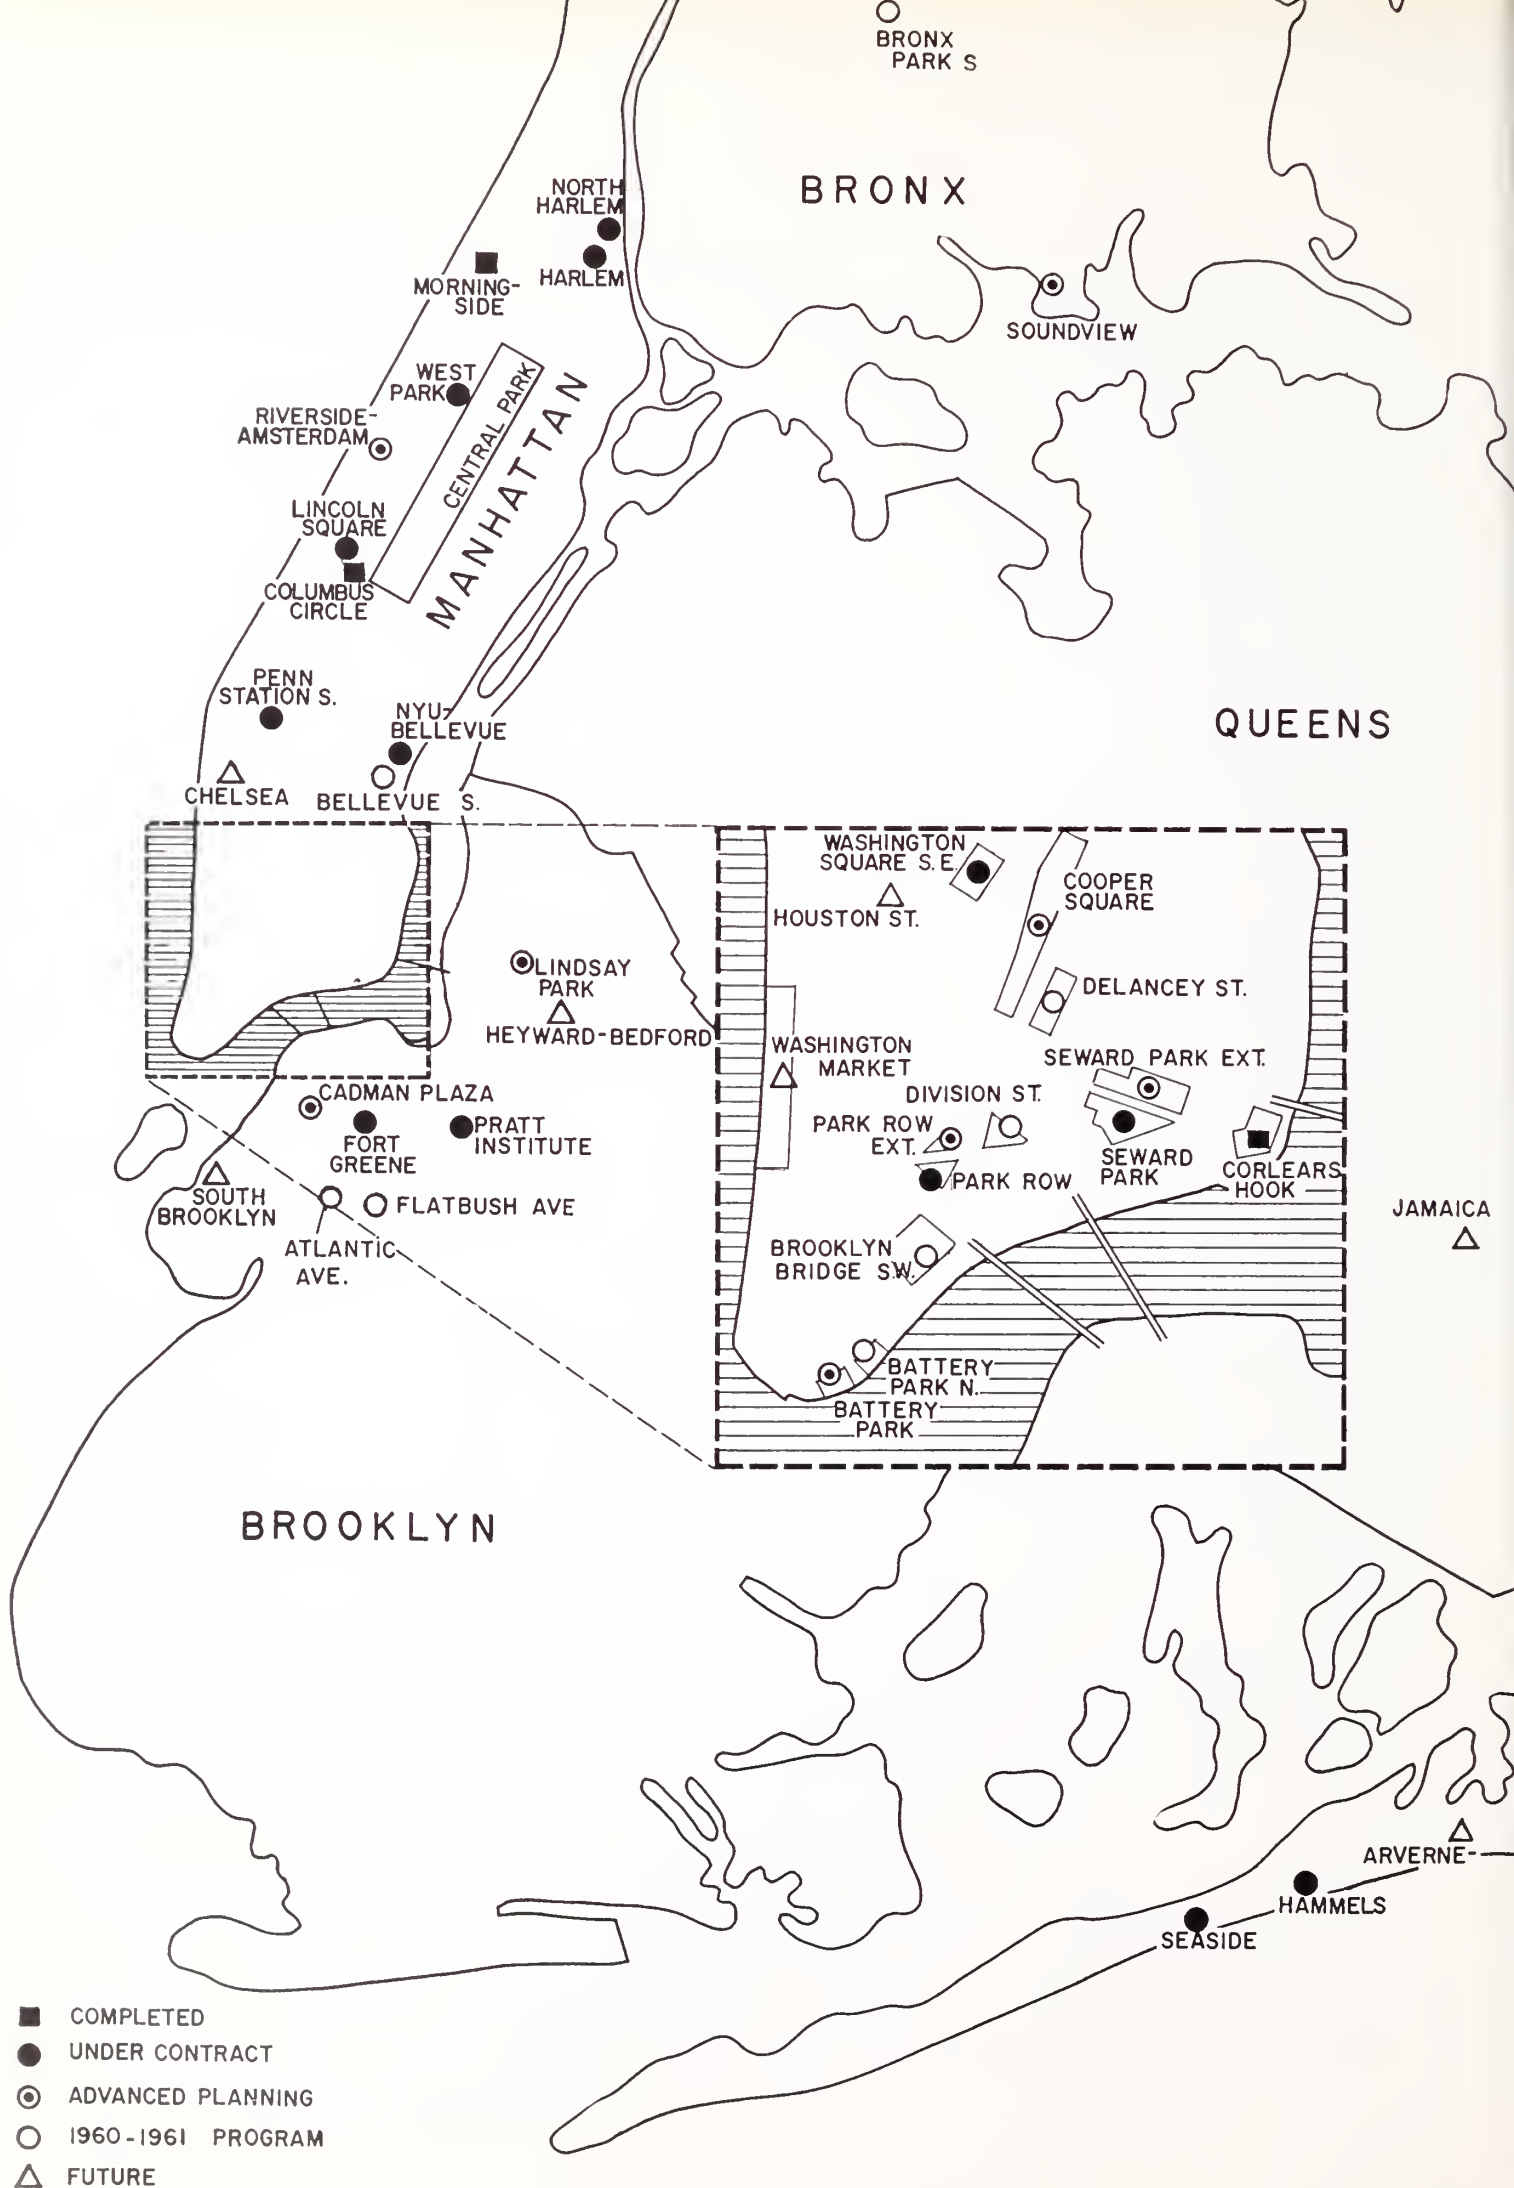 BRONX
PARK S
BRONX
NORTH
HARLEM
HARLEM
MORNING-
SIDE
SOUNDVIEW
WEST
PARK
CENTRAL PARK
MANHATTAN
RIVERSIDE-
AMSTERDAM
LINCOLN
SQUARE
COLUMBUS
CIRCLE
PENN
STATION S.
NYU-
BELLEVUE
QUEENS
CHELSEA
BELLEVUE S.
WASHINGTON
SQUARE S.E.
HOUSTON ST.
COOPER
SQUARE
DELANCEY ST.
LINDSAY
PARK
HEYWARD-BEDFORD
WASHINGTON
MARKET
SEWARD PARK EXT.
DIVISION ST.
PARK ROW
EXT.
PARK ROW
SEWARD
PARK
CORLEARS
HOOK
CADMAN PLAZA
FORT
GREENE
PRATT
INSTITUTE
SOUTH
BROOKLYN
FLATBUSH AVE
ATLANTIC
AVE.
BROOKLYN
BRIDGE S.W.
JAMAICA
BATTERY
PARK N.
BATTERY
PARK
BROOKLYN
ARVERNE
HAMMELS
SEASIDE
COMPLETED
UNDER CONTRACT
ADVANCED PLANNING
1960-1961 PROGRAM
FUTURE